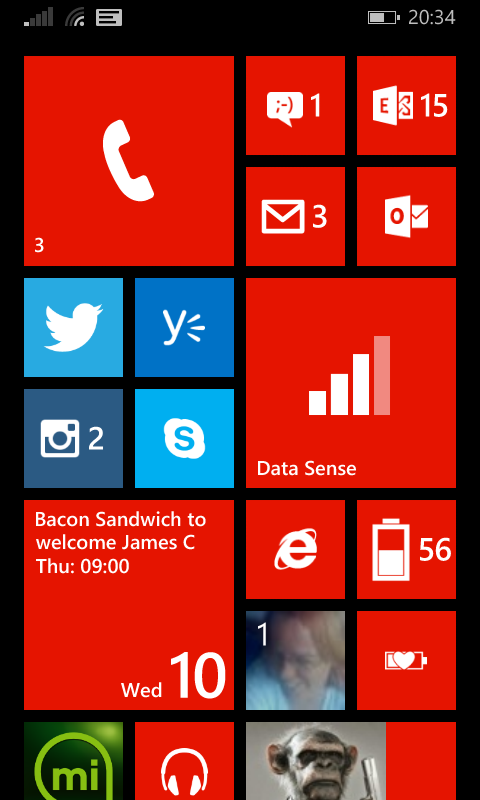 20:34
;-) 1
E 15
3
3
O
y
2
S
Data Sense
Bacon Sandwich to
welcome James C
Thu: 09:00
Wed 10
e
56
1
mi